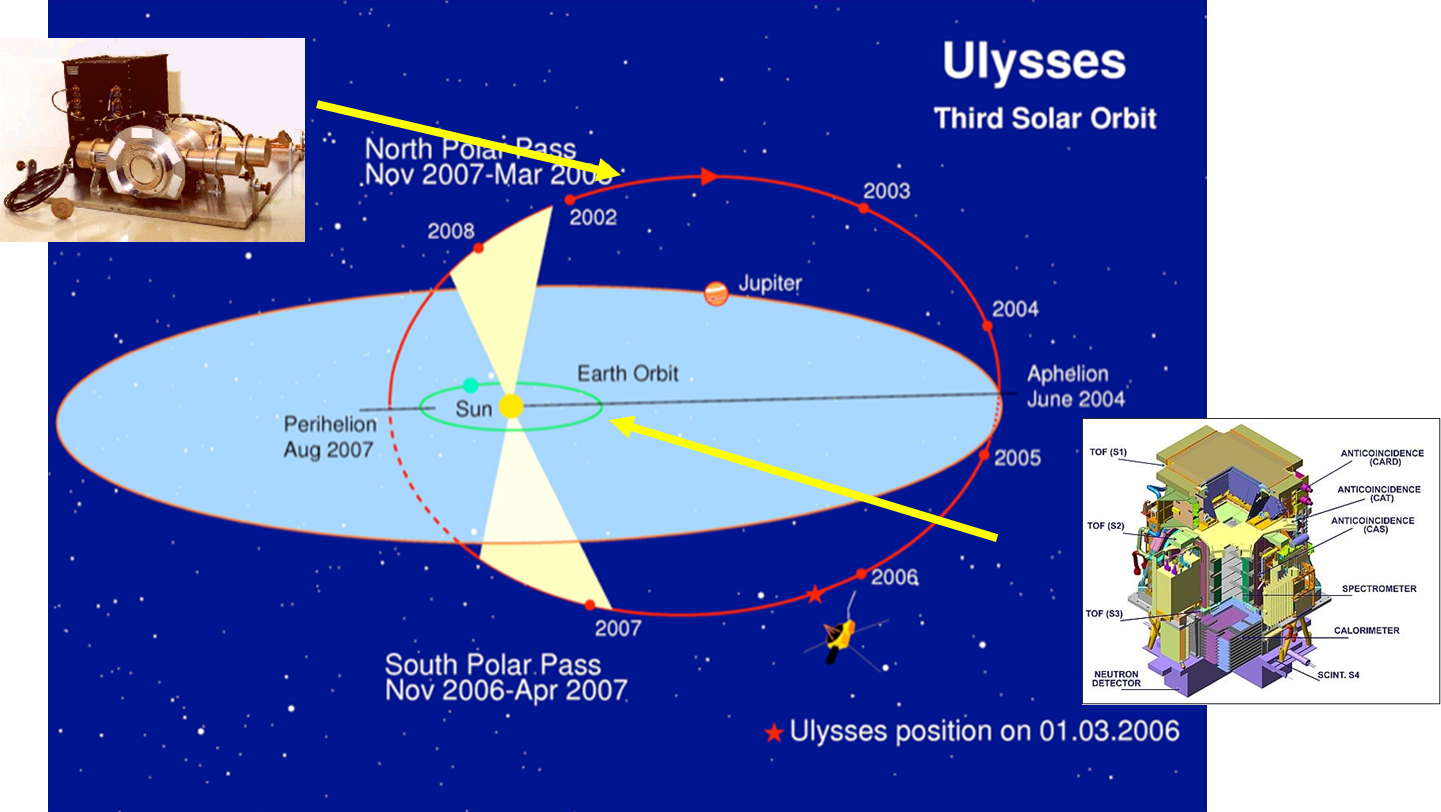 Ulysses
Third Solar Orbit
North Polar Pass
Nov 2007-Mar 2008
2002
2003
2008
Jupiter
2004
Earth Orbit
Aphelion
June 2004
Sun
Perihelion
Aug 2007
2005
2006
2007
South Polar Pass
Nov 2006-Apr 2007
Ulysses position on 01.03.2006
TOF (S1)
ANTICOINCIDENCE
(CARD)
ANTICOINCIDENCE
(CAT)
TOF (S2)
ANTICOINCIDENCE
(CAS)
SPECTROMETER
TOF (S3)
CALORIMETER
NEUTRON
DETECTOR
SCINT. S4